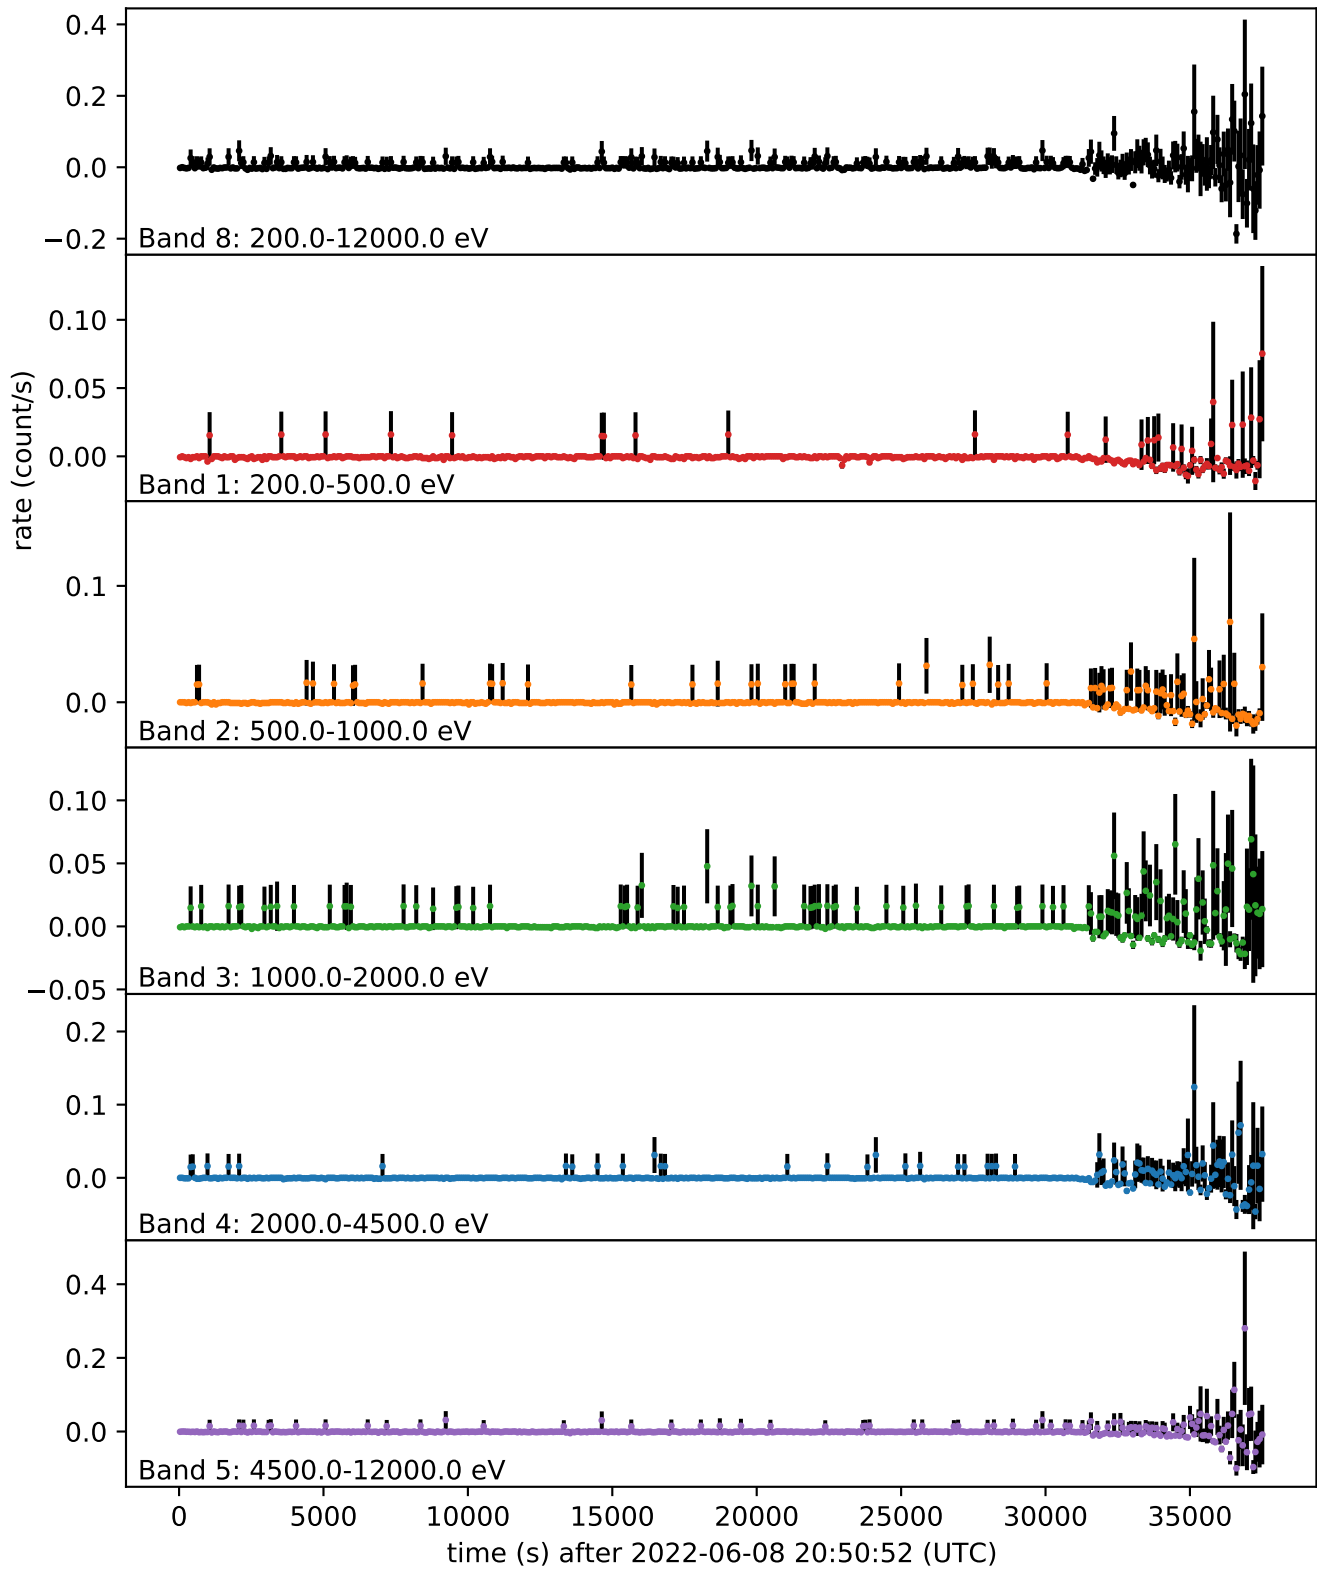 0.4
0.2
0.0
−0.2
Band 8: 200.0-12000.0 eV
0.10
0.05
0.00
Band 1: 200.0-500.0 eV
rate (count/s)
0.1
0.0
Band 2: 500.0-1000.0 eV
0.10
0.05
0.00
−0.05
Band 3: 1000.0-2000.0 eV
0.2
0.1
0.0
Band 4: 2000.0-4500.0 eV
0.4
0.2
0.0
Band 5: 4500.0-12000.0 eV
0 5000 10000 15000 20000 25000 30000 35000
time (s) after 2022-06-08 20:50:52 (UTC)